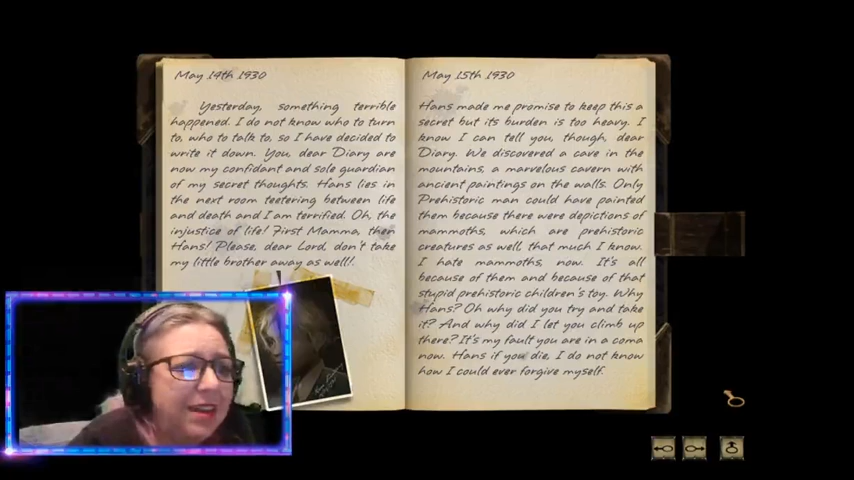 May 14th 1930
Yesterday, something terrible
happened. I do not know who to turn
to, who to talk to, so I have decided to
write it down. You, dear Diary are
now my confidant and sole guardian
of my secret thoughts. Hans lies in
the next room teetering between life
and death and I am terrified. Oh, the
injustice of life! First Mamma, then
Hans! Please, dear Lord, don't take
my little brother away as well!.
May 15th 1930
Hans made me promise to keep this a
secret but its burden is too heavy. I
know I can tell you, though, dear
Diary. We discovered a cave in the
mountains, a marvelous cavern with
ancient paintings on the walls. Only
Prehistoric man could have painted
them because there were depictions of
mammoths, which are prehistoric
creatures as well, that much I know.
I hate mammoths, now. It's all
because of them and because of that
stupid prehistoric children's toy. Why
Hans? Oh why did you try and take
it? And why did I let you climb up
there? It's my fault you are in a coma
now. Hans if you die, I do not know
how I could ever forgive myself.